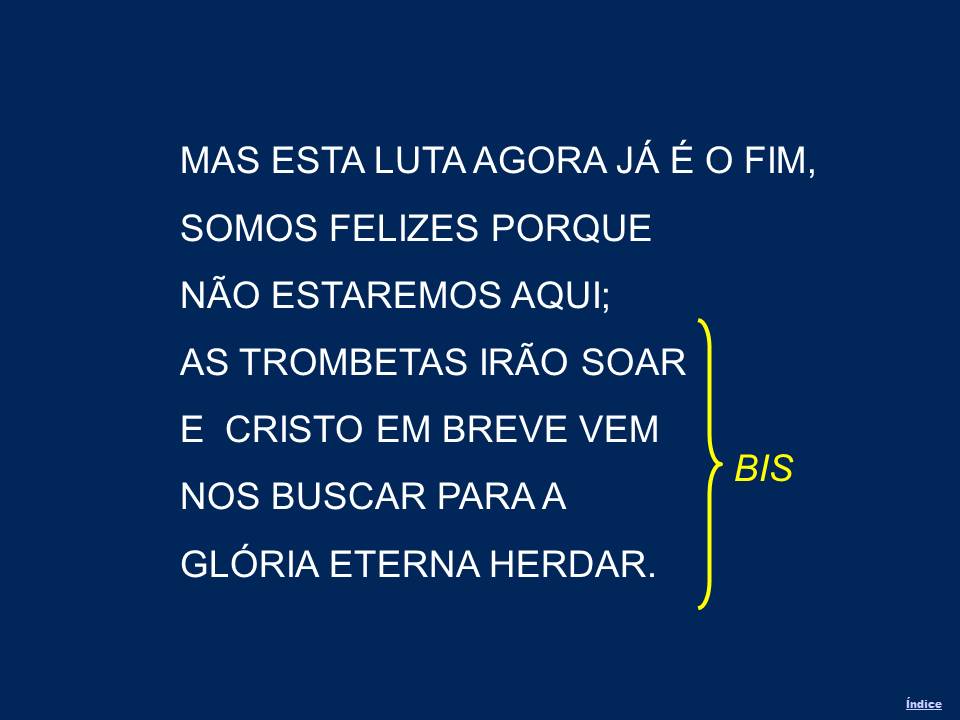 MAS ESTA LUTA AGORA JÁ É O FIM,
SOMOS FELIZES PORQUE
NÃO ESTAREMOS AQUI;
AS TROMBETAS IRÃO SOAR
E  CRISTO EM BREVE VEM
NOS BUSCAR PARA A
GLÓRIA ETERNA HERDAR.
BIS
Índice